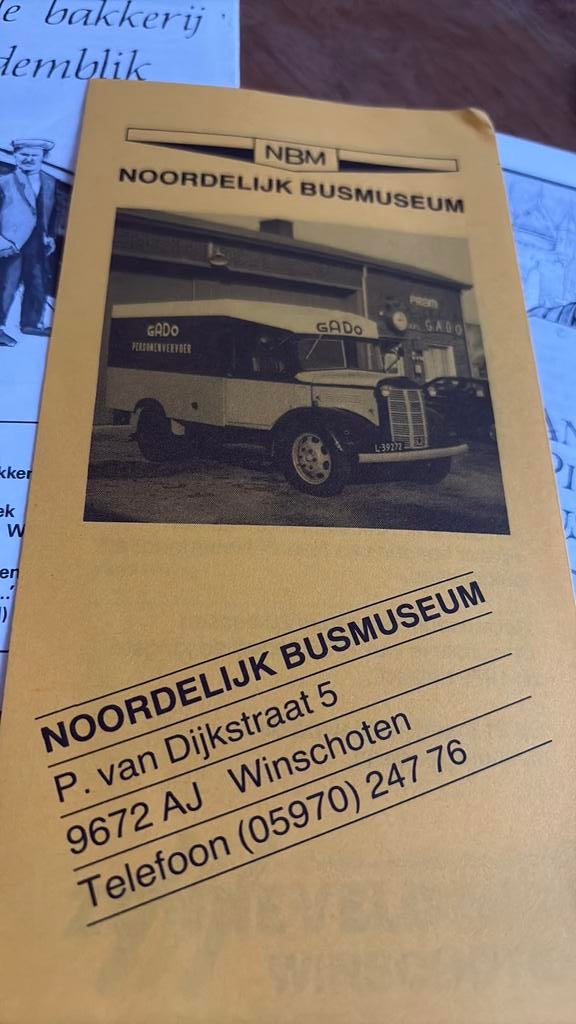 de bakkerij
demblik
NBM
NOORDELIJK BUSMUSEUM
GADO
PERSONENVERVOER
GADO
GADO
L-39272
NOORDELIJK BUSMUSEUM
P. van Dijkstraat 5
9672 AJ Winschoten
Telefoon (05970) 247 76